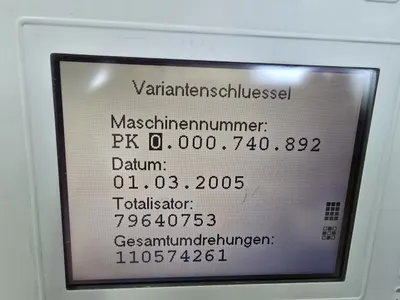 Variantenschluessel
Maschinennummer:
PK 0.000.740.892
Datum:
01.03.2005
Totalisator:
79640753
Gesamtumdrehungen:
110574261